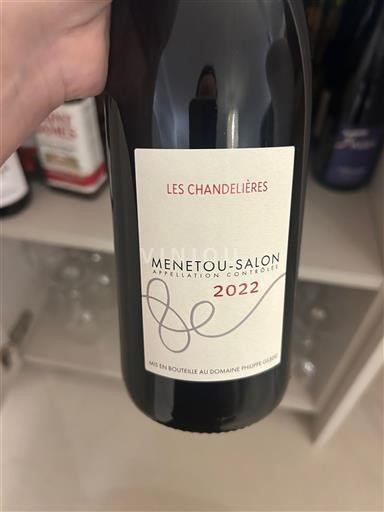 LES CHANDELIÈRES
MENETOU-SALON
APPELLATION CONTRÔLÉE
2022
MIS EN BOUTEILLE AU DOMAINE PHILIPPE GILBERT